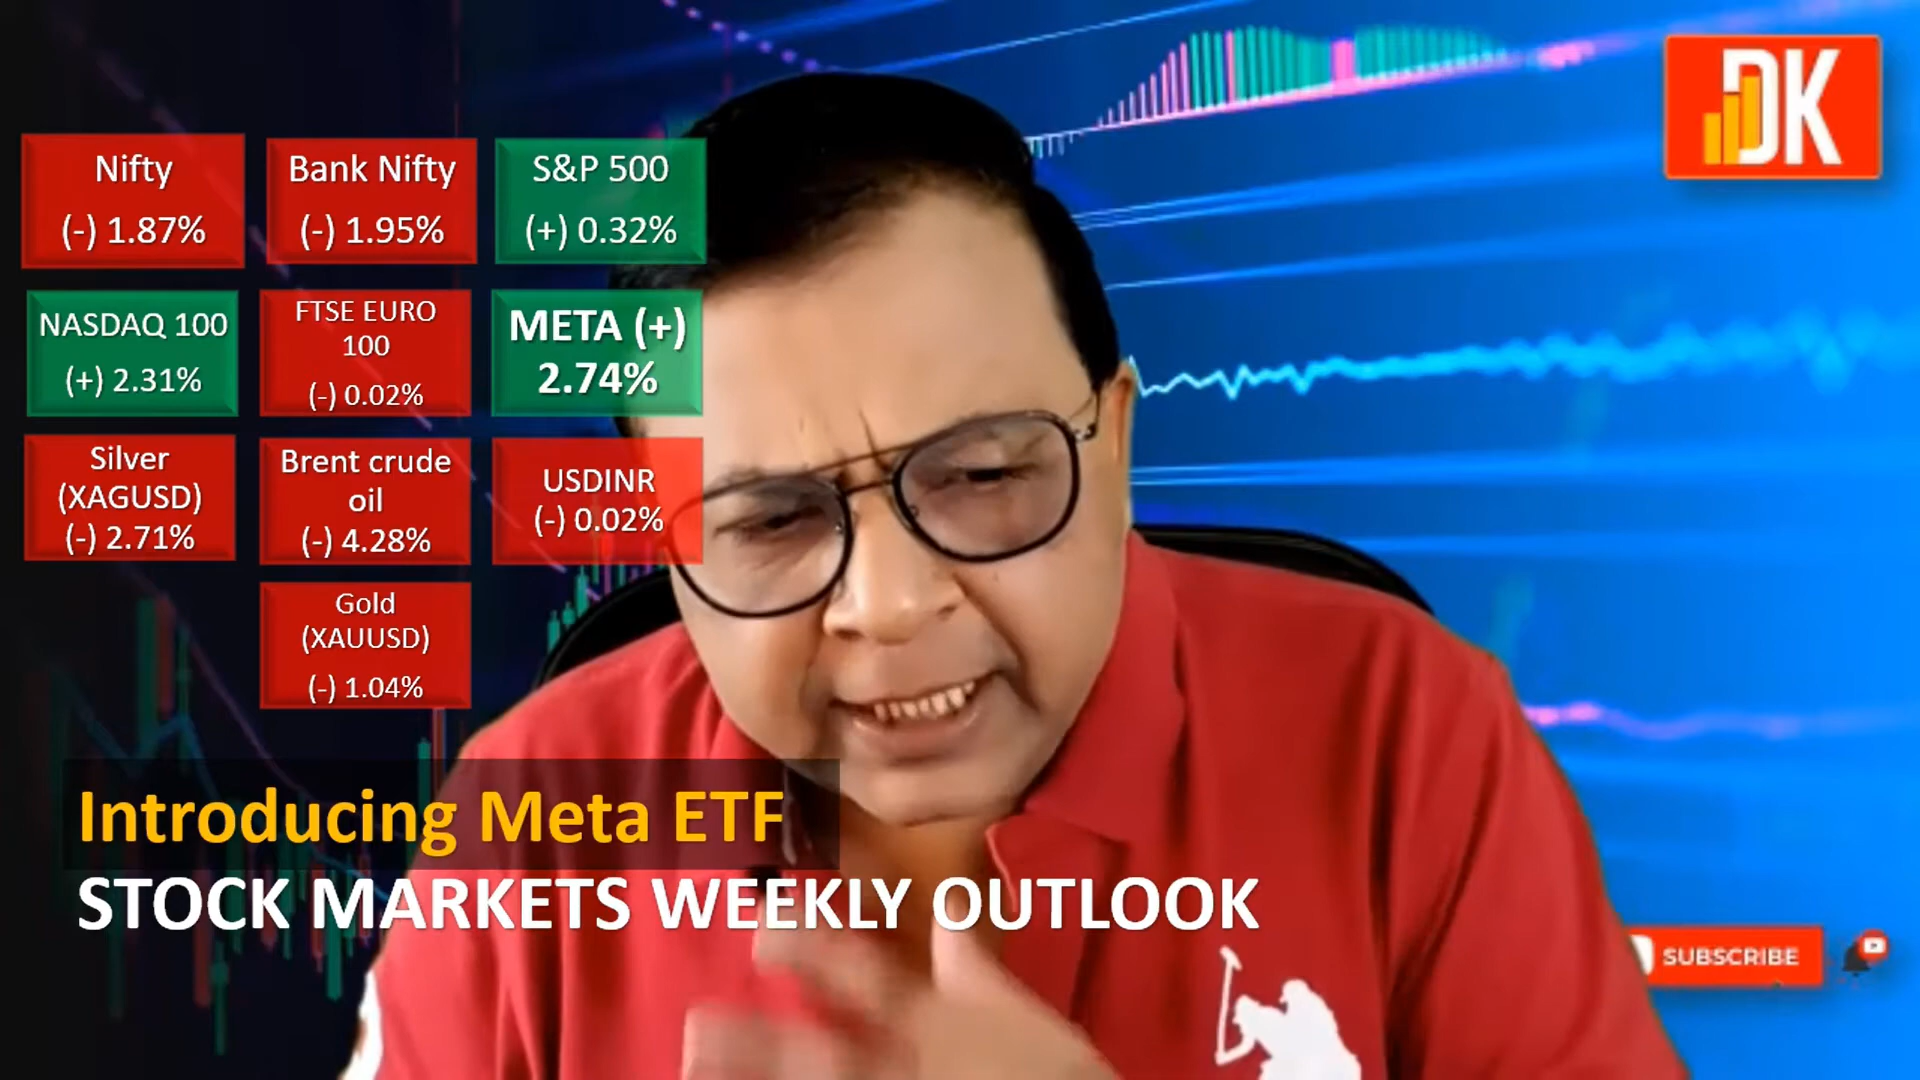 DK
Nifty
(-) 1.87%
Bank Nifty
(-) 1.95%
S&P 500
(+) 0.32%
NASDAQ 100
(+) 2.31%
FTSE EURO
100
(-) 0.02%
META (+)
2.74%
Silver
(XAGUSD)
(-) 2.71%
Brent crude
oil
(-) 4.28%
USDINR
(-) 0.02%
Gold
(XAUUSD)
(-) 1.04%
Introducing Meta ETF
STOCK MARKETS WEEKLY OUTLOOK
SUBSCRIBE